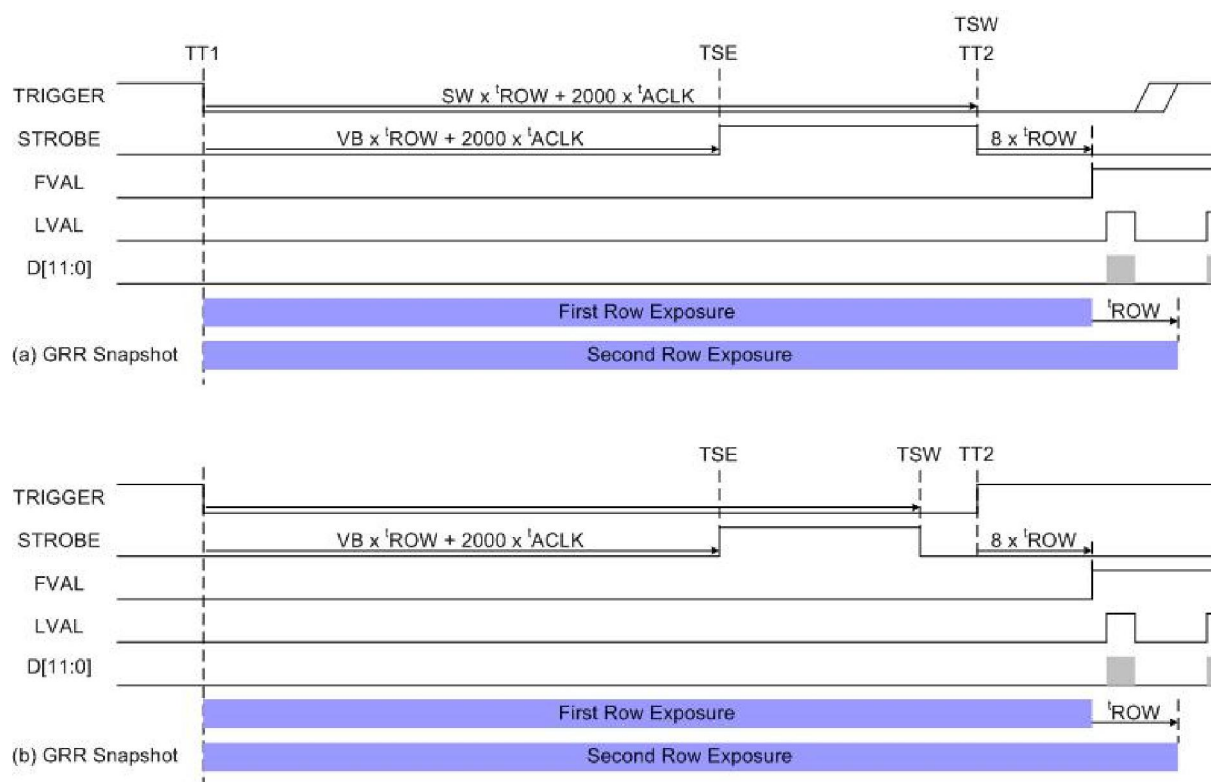 TSW
TT1 TSE TT2
TRIGGER SW x tROW + 2000 x tACLK
STROBE VB x tROW + 2000 x tACLK 8 x tROW
FVAL
LVAL
D[11:0]
First Row Exposure tROW
(a) GRR Snapshot Second Row Exposure
TSE TSW TT2
TRIGGER
STROBE VB x tROW + 2000 x tACLK 8 x tROW
FVAL
LVAL
D[11:0]
First Row Exposure tROW
(b) GRR Snapshot Second Row Exposure